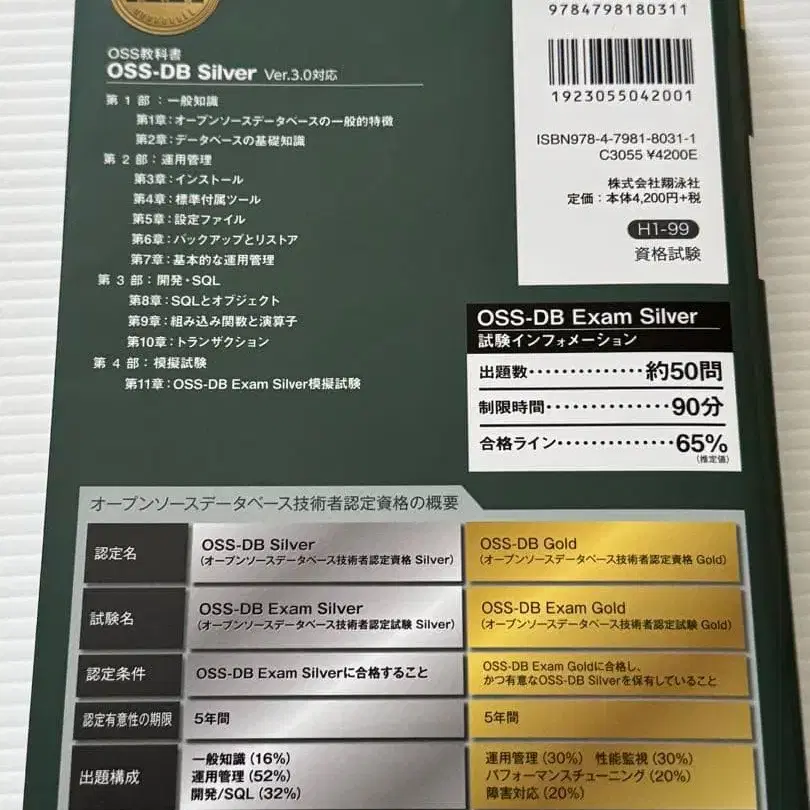 OSS教科書
OSS-DB Silver Ver.3.0対応
第1部：一般知識
第1章：オープンソースデータベースの一般的特徴
第2章：データベースの基礎知識
第2部：運用管理
第3章：インストール
第4章：標準付属ツール
第5章：設定ファイル
第6章：バックアップとリストア
第7章：基本的な運用管理
第3部：開発・SQL
第8章：SQLとオブジェクト
第9章：組み込み関数と演算子
第10章：トランザクション
第4部：模擬試験
第11章：OSS-DB Exam Silver模擬試験
9784798180311
1923055042001
ISBN978-4-7981-8031-1
C3055 ¥4200E
株式会社翔泳社
定価：本体4,200円+税
H1-99
資格試験
OSS-DB Exam Silver
試験インフォメーション
出題数・・・・・・・・・・・・・・約50問
制限時間・・・・・・・・・・・・・90分
合格ライン・・・・・・・・・・・・・65%
（推定値）
オープンソースデータベース技術者認定資格の概要
認定名
OSS-DB Silver
（オープンソースデータベース技術者認定資格 Silver）
OSS-DB Gold
（オープンソースデータベース技術者認定資格 Gold）
試験名
OSS-DB Exam Silver
（オープンソースデータベース技術者認定試験 Silver）
OSS-DB Exam Gold
（オープンソースデータベース技術者認定試験 Gold）
認定条件
OSS-DB Exam Silverに合格すること
OSS-DB Exam Goldに合格し、
かつ有意なOSS-DB Silverを保有していること
認定有意性の期限
5年間
5年間
出題構成
一般知識（16%）
運用管理（52%）
開発/SQL（32%）
運用管理（30%） 性能監視（30%）
パフォーマンスチューニング（20%）
障害対応（20%）